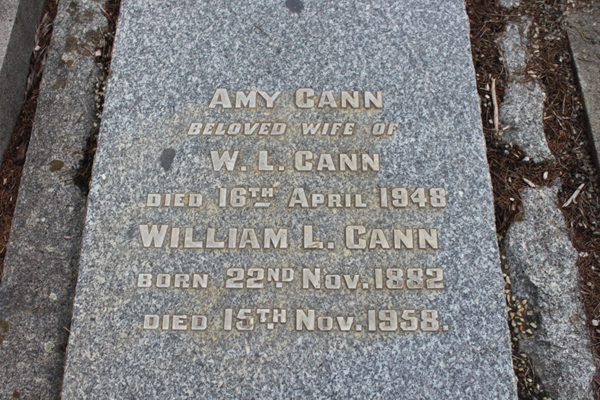 AMY CANN
BELOVED WIFE OF
W. L. CANN
DIED 16TH APRIL 1948
WILLIAM L. CANN
BORN 22ND NOV. 1882
DIED 15TH NOV. 1958.